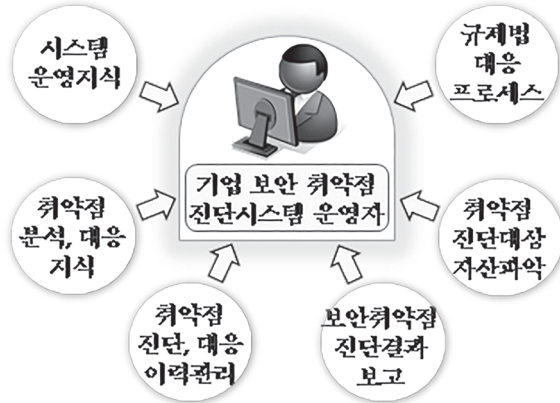 시스템
운영지식
규제법
대응
프로세스
기업 보안 취약점
진단시스템 운영자
취약점
분석, 대응
지식
취약점
진단대상
자산파악
취약점
진단, 대응
이력관리
보안취약점
진단결과
보고